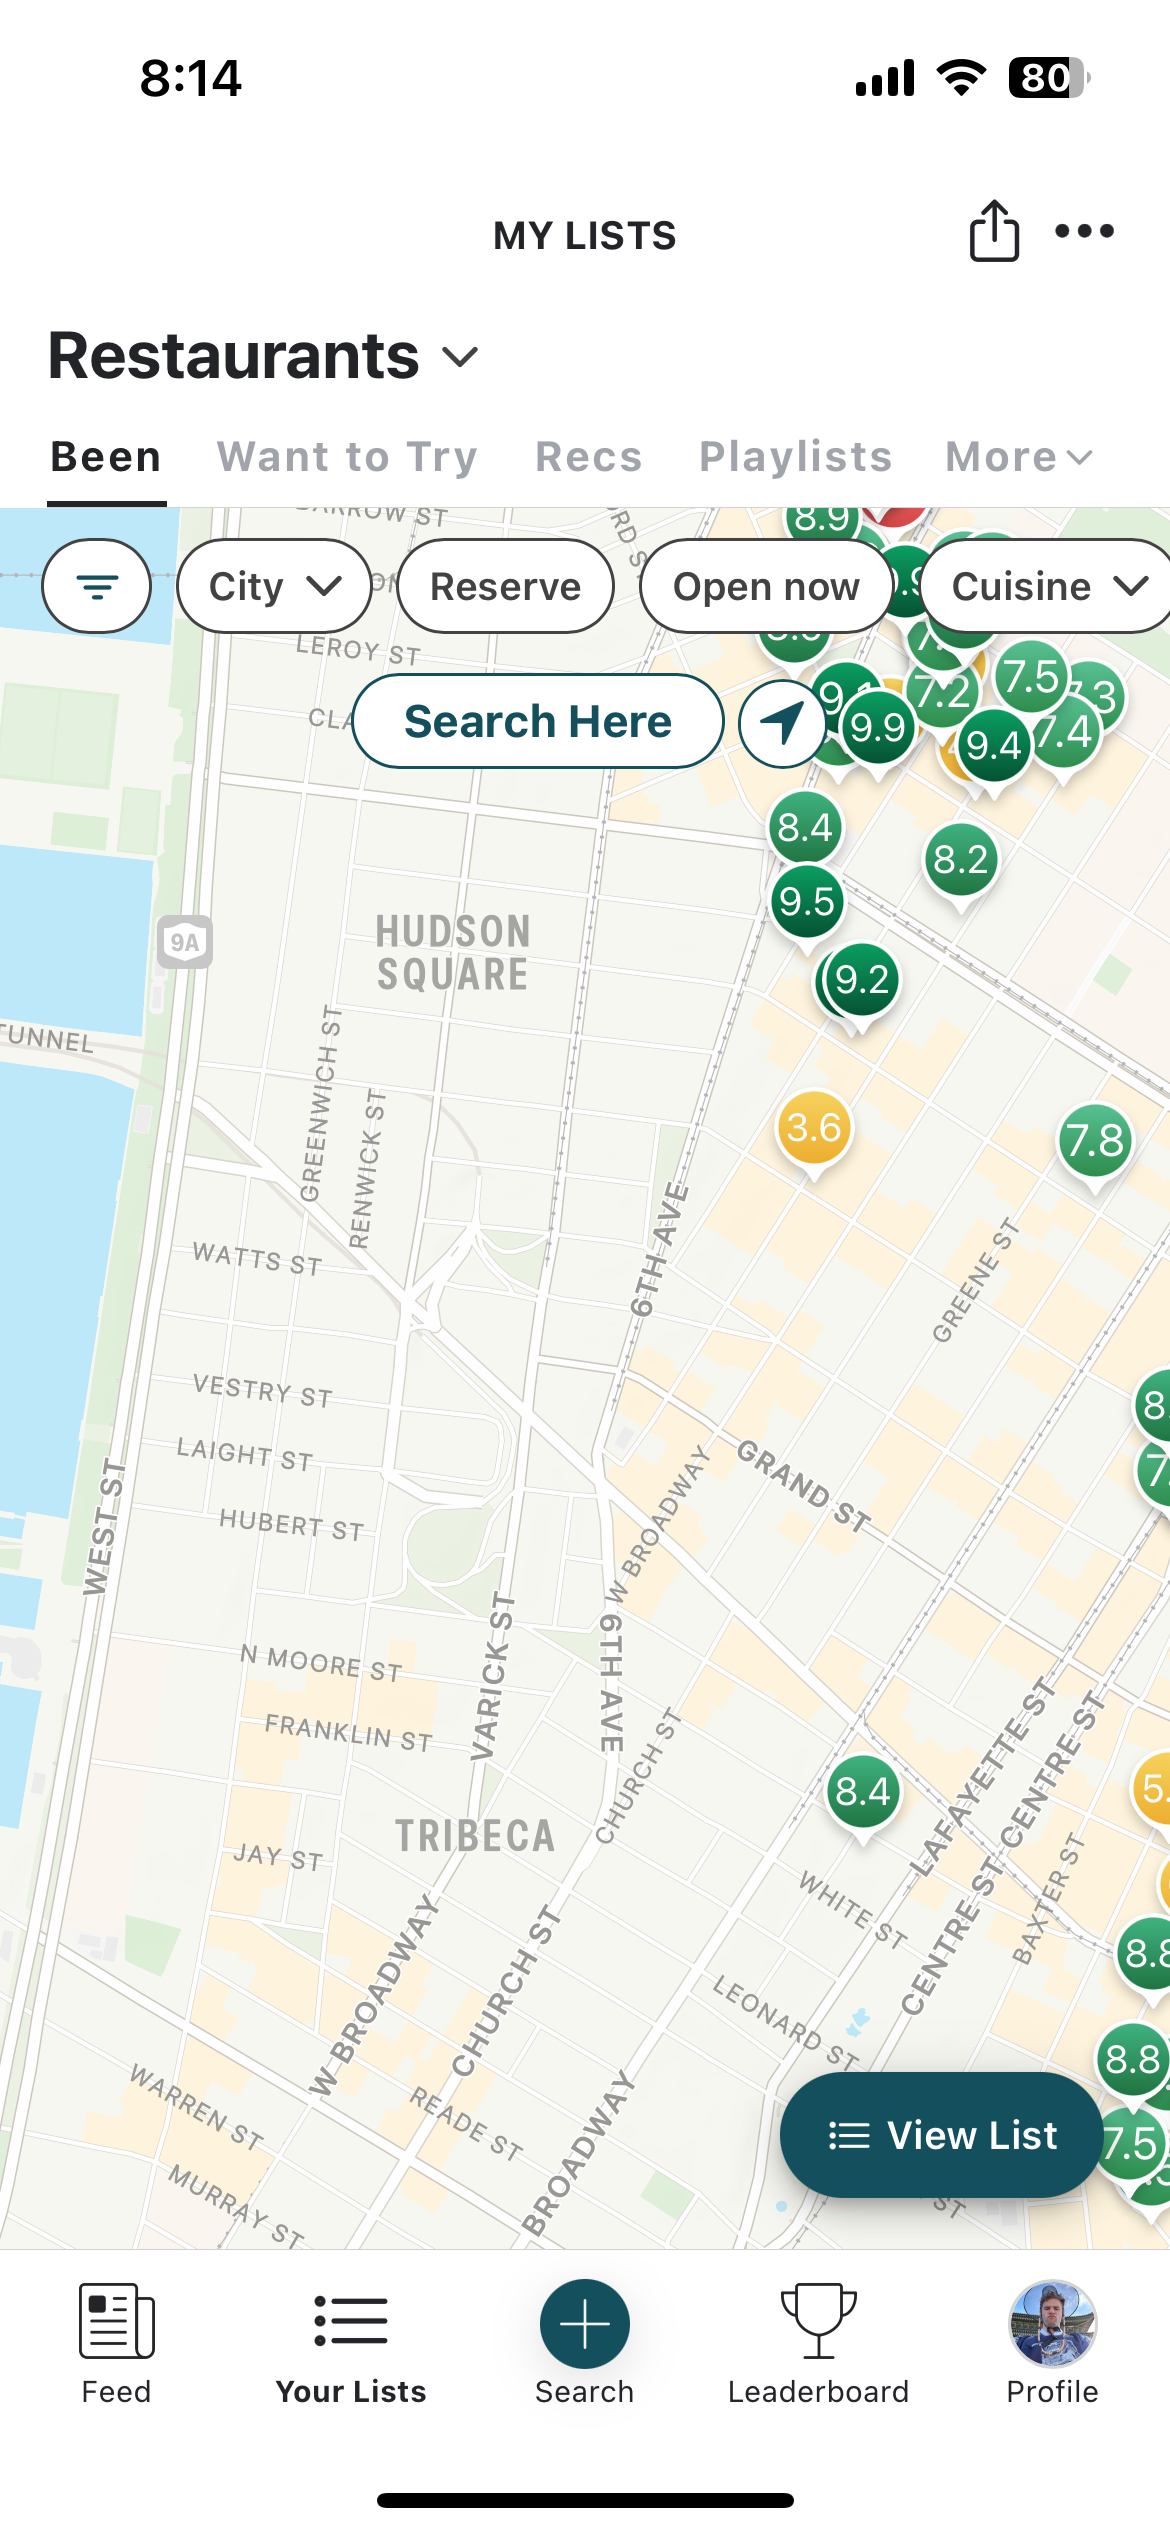 8:14
80
MY LISTS
Restaurants
Been
Want to Try
Recs
Playlists
More
8.9
City
Reserve
Open now
Cuisine
LEROY ST
7.5
7.2
9.9
9.4
7.4
Search Here
8.4
8.2
9.5
HUDSON
SQUARE
9A
9.2
TUNNEL
GREENWICH ST
RENWICK ST
3.6
7.8
6TH AVE
WATTS ST
GREENE ST
VESTRY ST
LAIGHT ST
GRAND ST
WEST ST
HUBERT ST
W BROADWAY
N MOORE ST
VARICK ST
6TH AVE
FRANKLIN ST
CHURCH ST
LAFAYETTE ST
CENTRE ST
8.4
TRIBECA
JAY ST
WHITE ST
CENTRE ST
BAXTER ST
8.8
W BROADWAY
CHURCH ST
LEONARD ST
8.8
WARREN ST
READE ST
BROADWAY
View List
7.5
MURRAY ST
Feed
Your Lists
Search
Leaderboard
Profile